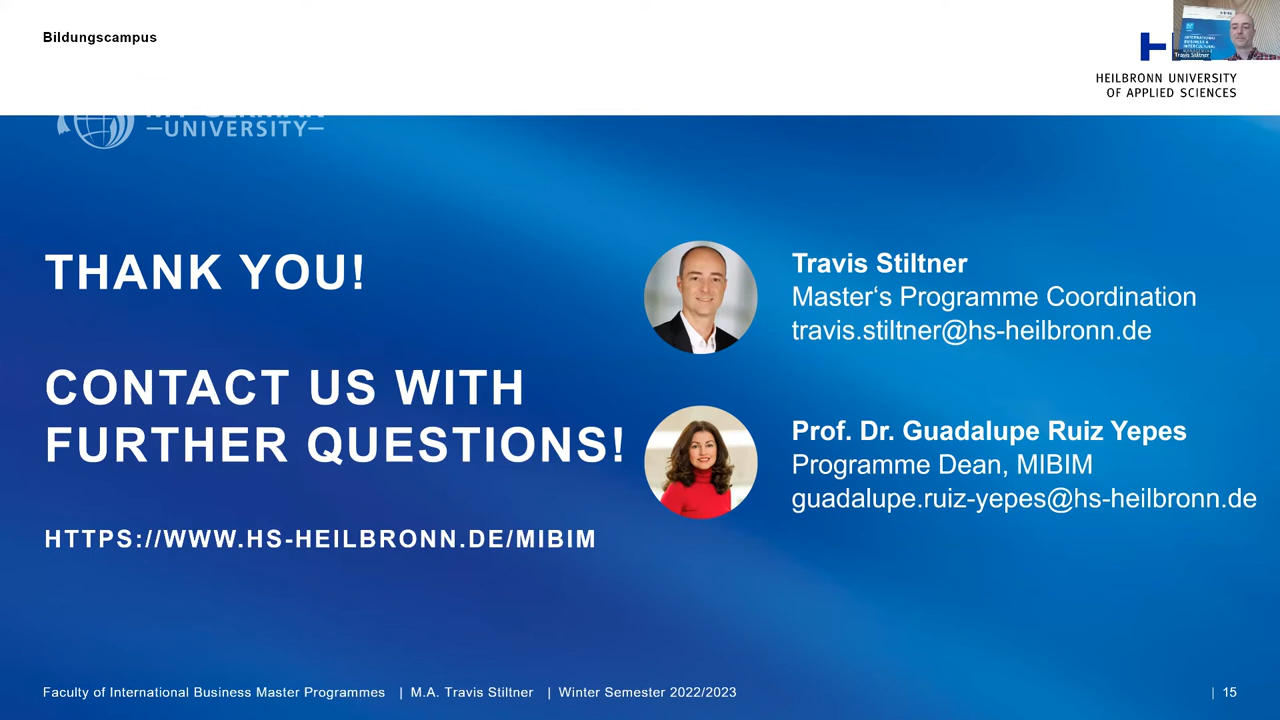 Bildungscampus
Travis Stiltner
HEILBRONN UNIVERSITY
OF APPLIED SCIENCES
UNIVERSITY
THANK YOU!
CONTACT US WITH
FURTHER QUESTIONS!
HTTPS://WWW.HS-HEILBRONN.DE/MIBIM
Travis Stiltner
Master‘s Programme Coordination
travis.stiltner@hs-heilbronn.de
Prof. Dr. Guadalupe Ruiz Yepes
Programme Dean, MIBIM
guadalupe.ruiz-yepes@hs-heilbronn.de
Faculty of International Business Master Programmes | M.A. Travis Stiltner | Winter Semester 2022/2023 | 15